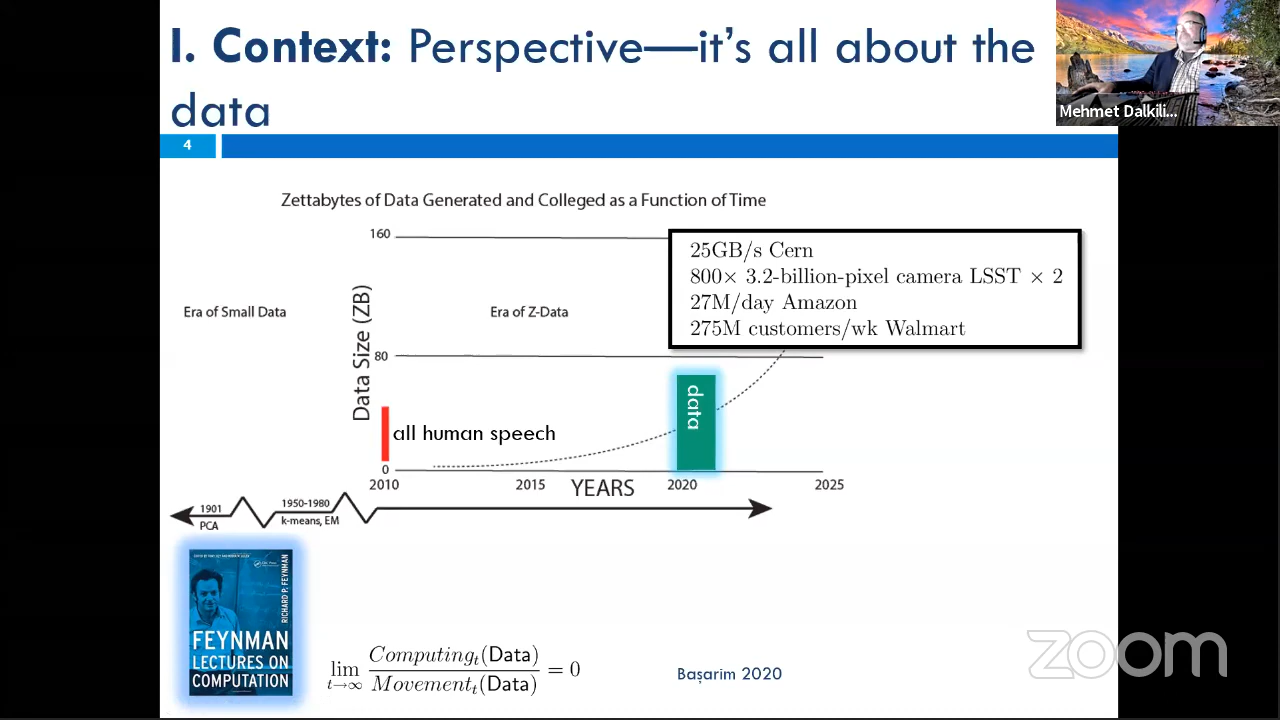 I. Context: Perspective—it's all about the
data
Mehmet Dalkili...
4
Zettabytes of Data Generated and Colleged as a Function of Time
160
25GB/s Cern
800× 3.2-billion-pixel camera LSST × 2
27M/day Amazon
275M customers/wk Walmart
Era of Small Data
Era of Z-Data
Data Size (ZB)
80
data
all human speech
0
2010
2015
YEARS
2020
2025
1901
PCA
1950-1980
k-means, EM
RICHARD P. FEYNMAN
FEYNMAN
LECTURES ON
COMPUTATION
lim t→∞ Computingt(Data) / Movementt(Data) = 0
Başarim 2020
zoom